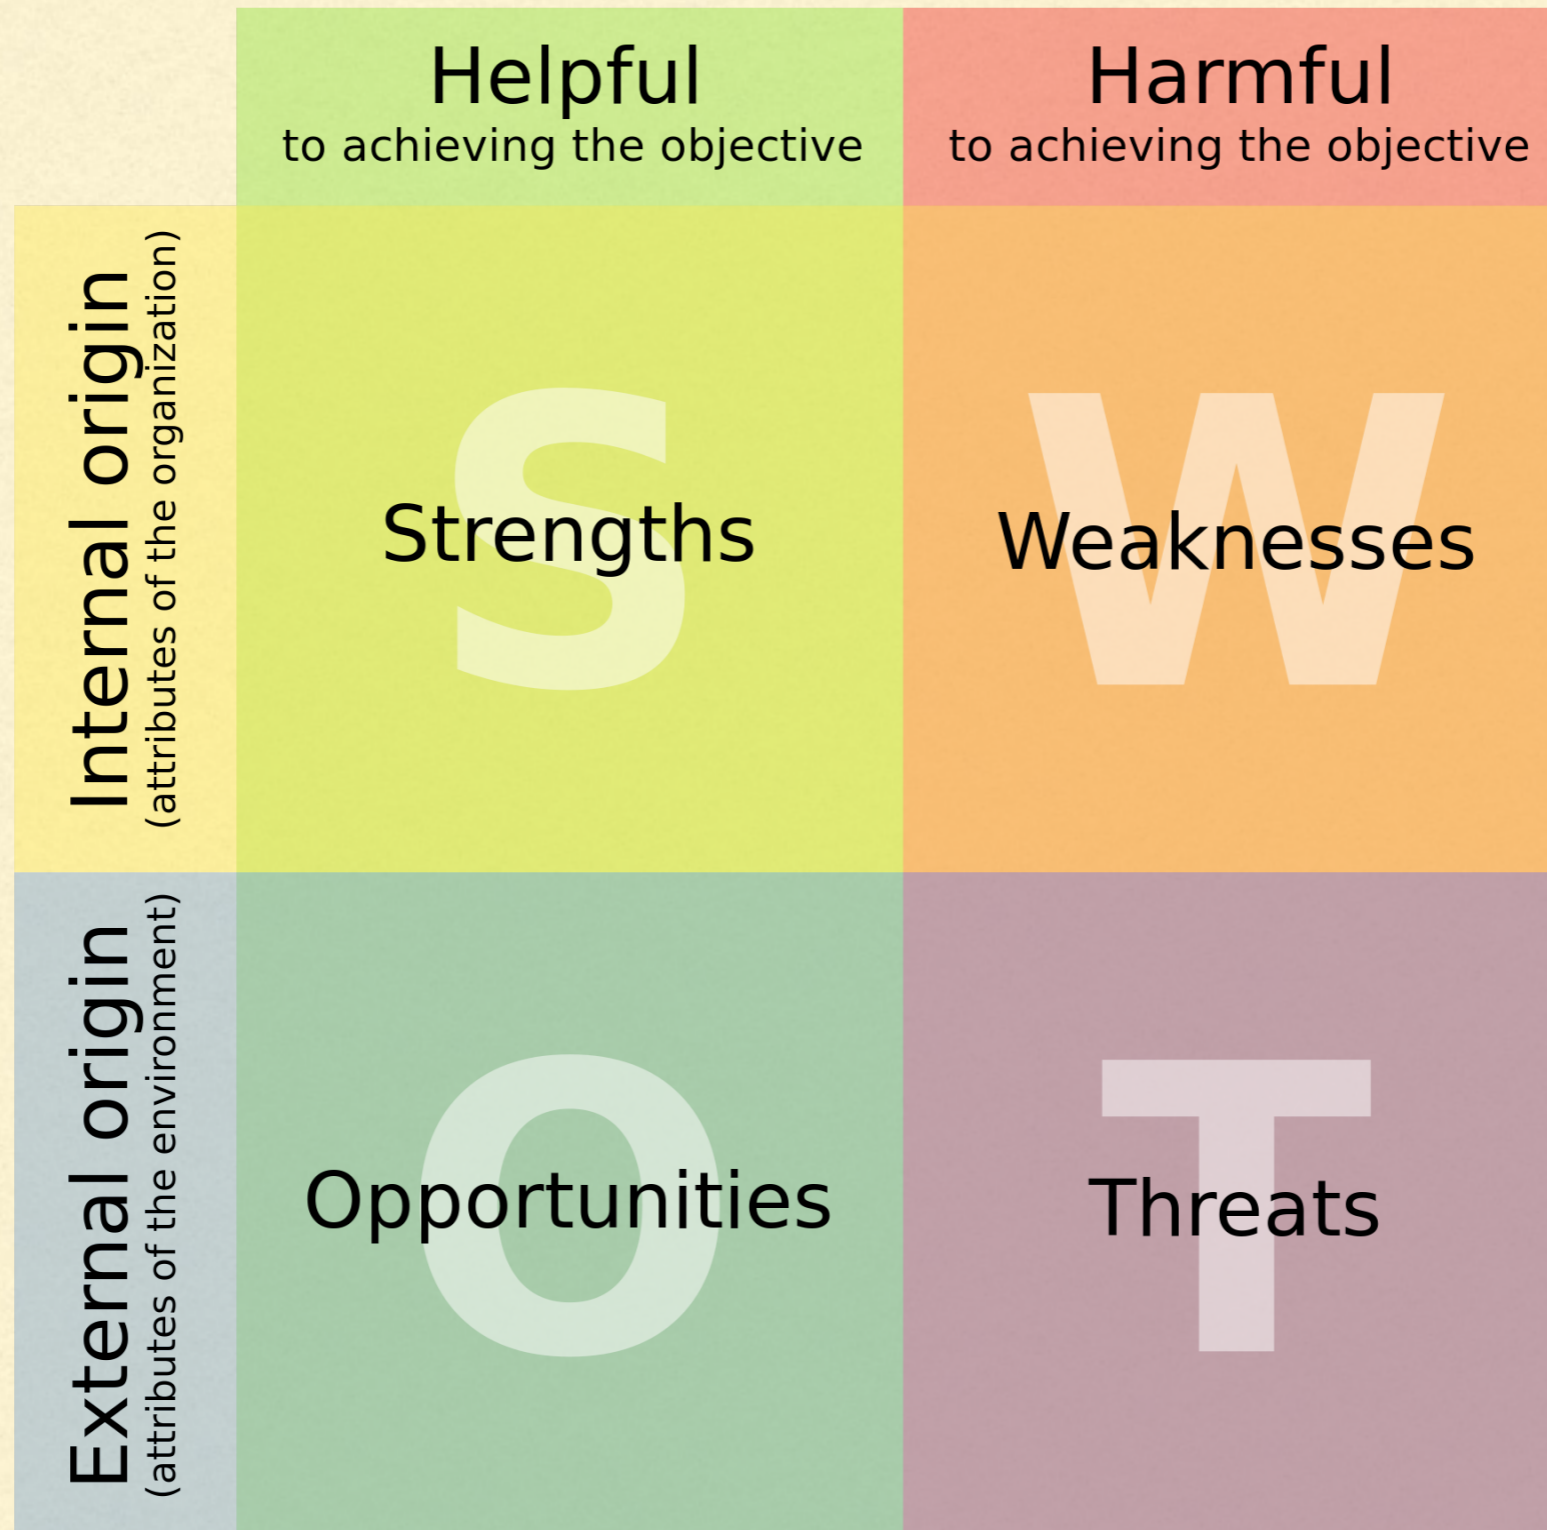 Helpful
to achieving the objective
Harmful
to achieving the objective
Internal origin
(attributes of the organization)
S
Strengths
W
Weaknesses
External origin
(attributes of the environment)
O
Opportunities
T
Threats